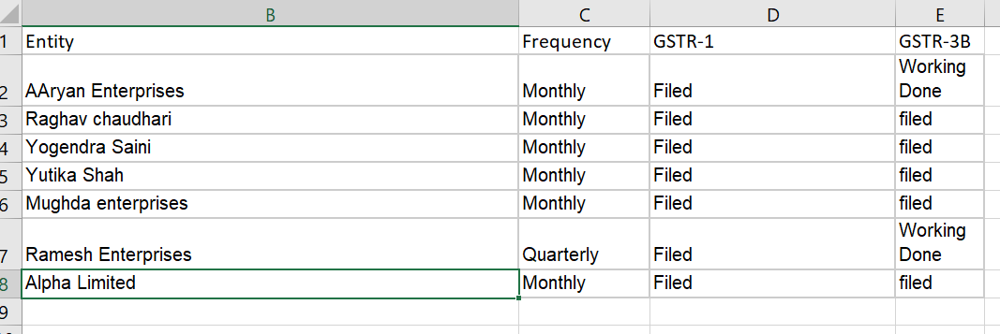 B C D E
1 Entity Frequency GSTR-1 GSTR-3B
Working
2 AAryan Enterprises Monthly Filed Done
3 Raghav chaudhari Monthly Filed filed
4 Yogendra Saini Monthly Filed filed
5 Yutika Shah Monthly Filed filed
6 Mughda enterprises Monthly Filed filed
Working
7 Ramesh Enterprises Quarterly Filed Done
8 Alpha Limited Monthly Filed filed
9